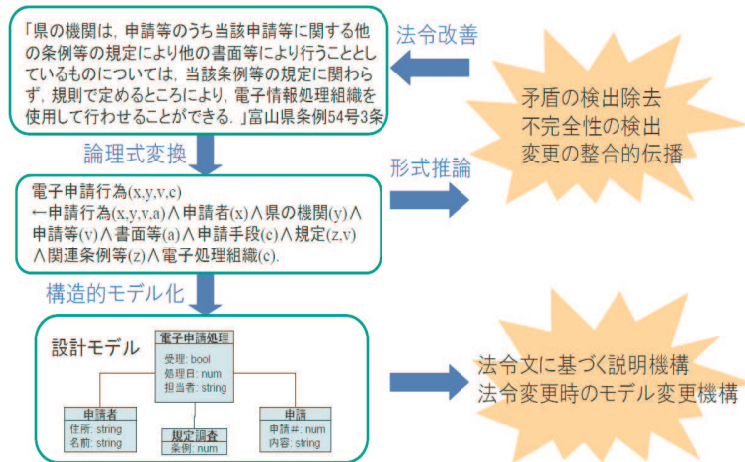 「県の機関は，申請等のうち当該申請等に関する他
の条例等の規定により他の書面等により行うこととし
ているものについては，当該条例等の規定に関わら
ず，規則で定めるところにより，電子情報処理組織を
使用して行わせることができる．」富山県条例54号3条
法令改善
矛盾の検出除去
不完全性の検出
変更の整合的伝播
論理式変換
形式推論
電子申請行為(x,y,v,c)
←申請行為(x,y,v,a)∧申請者(x)∧県の機関(y)∧
申請等(v)∧書面等(a)∧申請手段(c)∧規定(z,v)
∧関連条例等(z)∧電子処理組織(c).
構造的モデル化
設計モデル
電子申請処理
受理: bool
処理日: num
担当者: string
申請者
住所: string
名前: string
規定調査
条例: num
申請
申請＃: num
内容: string
法令文に基づく説明機構
法令変更時のモデル変更機構